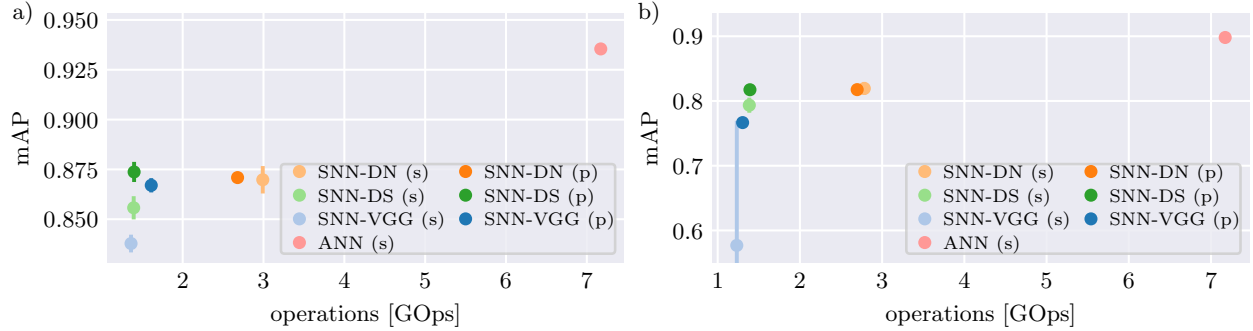 a)
mAP
0.950
0.925
0.900
0.875
0.850
2 3 4 5 6 7
operations [GOps]
SNN-DN (s) SNN-DN (p)
SNN-DS (s) SNN-DS (p)
SNN-VGG (s) SNN-VGG (p)
ANN (s)
b)
mAP
0.9
0.8
0.7
0.6
1 2 3 4 5 6 7
operations [GOps]
SNN-DN (s) SNN-DN (p)
SNN-DS (s) SNN-DS (p)
SNN-VGG (s) SNN-VGG (p)
ANN (s)